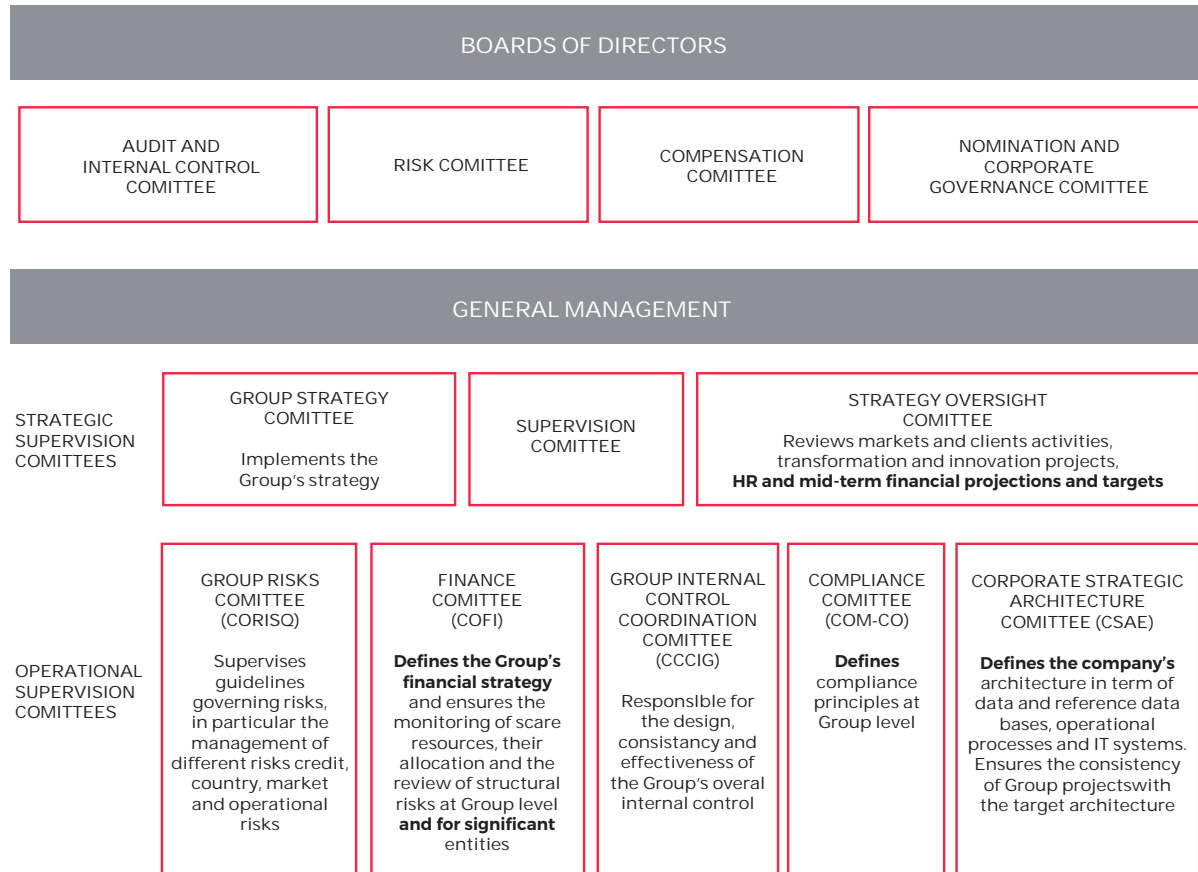 BOARDS OF DIRECTORS
AUDIT AND
INTERNAL CONTROL
COMITTEE
RISK COMITTEE
COMPENSATION
COMITTEE
NOMINATION AND
CORPORATE
GOVERNANCE COMITTEE
GENERAL MANAGEMENT
STRATEGIC
SUPERVISION
COMITTEES
GROUP STRATEGY
COMITTEE
Implements the
Group's strategy
SUPERVISION
COMITTEE
STRATEGY OVERSIGHT
COMITTEE
Reviews markets and clients activities,
transformation and innovation projects,
HR and mid-term financial projections and targets
OPERATIONAL
SUPERVISION
COMITTEES
GROUP RISKS
COMITTEE
(CORISQ)
Supervises
guidelines
governing risks,
in particular the
management of
different risks credit,
country, market
and operational
risks
FINANCE
COMITTEE
(COFI)
Defines the Group's
financial strategy
and ensures the
monitoring of scare
resources, their
allocation and the
review of structural
risks at Group level
and for significant
entities
GROUP INTERNAL
CONTROL
COORDINATION
COMITTEE
(CCCIG)
ResponsIble for
the design,
consistancy and
effectiveness of
the Group's overal
internal control
COMPLIANCE
COMITTEE
(COM-CO)
Defines
compliance
principles at
Group level
CORPORATE STRATEGIC
ARCHITECTURE
COMITTEE (CSAE)
Defines the company's
architecture in term of
data and reference data
bases, operational
processes and IT systems.
Ensures the consistency
of Group projectswith
the target architecture